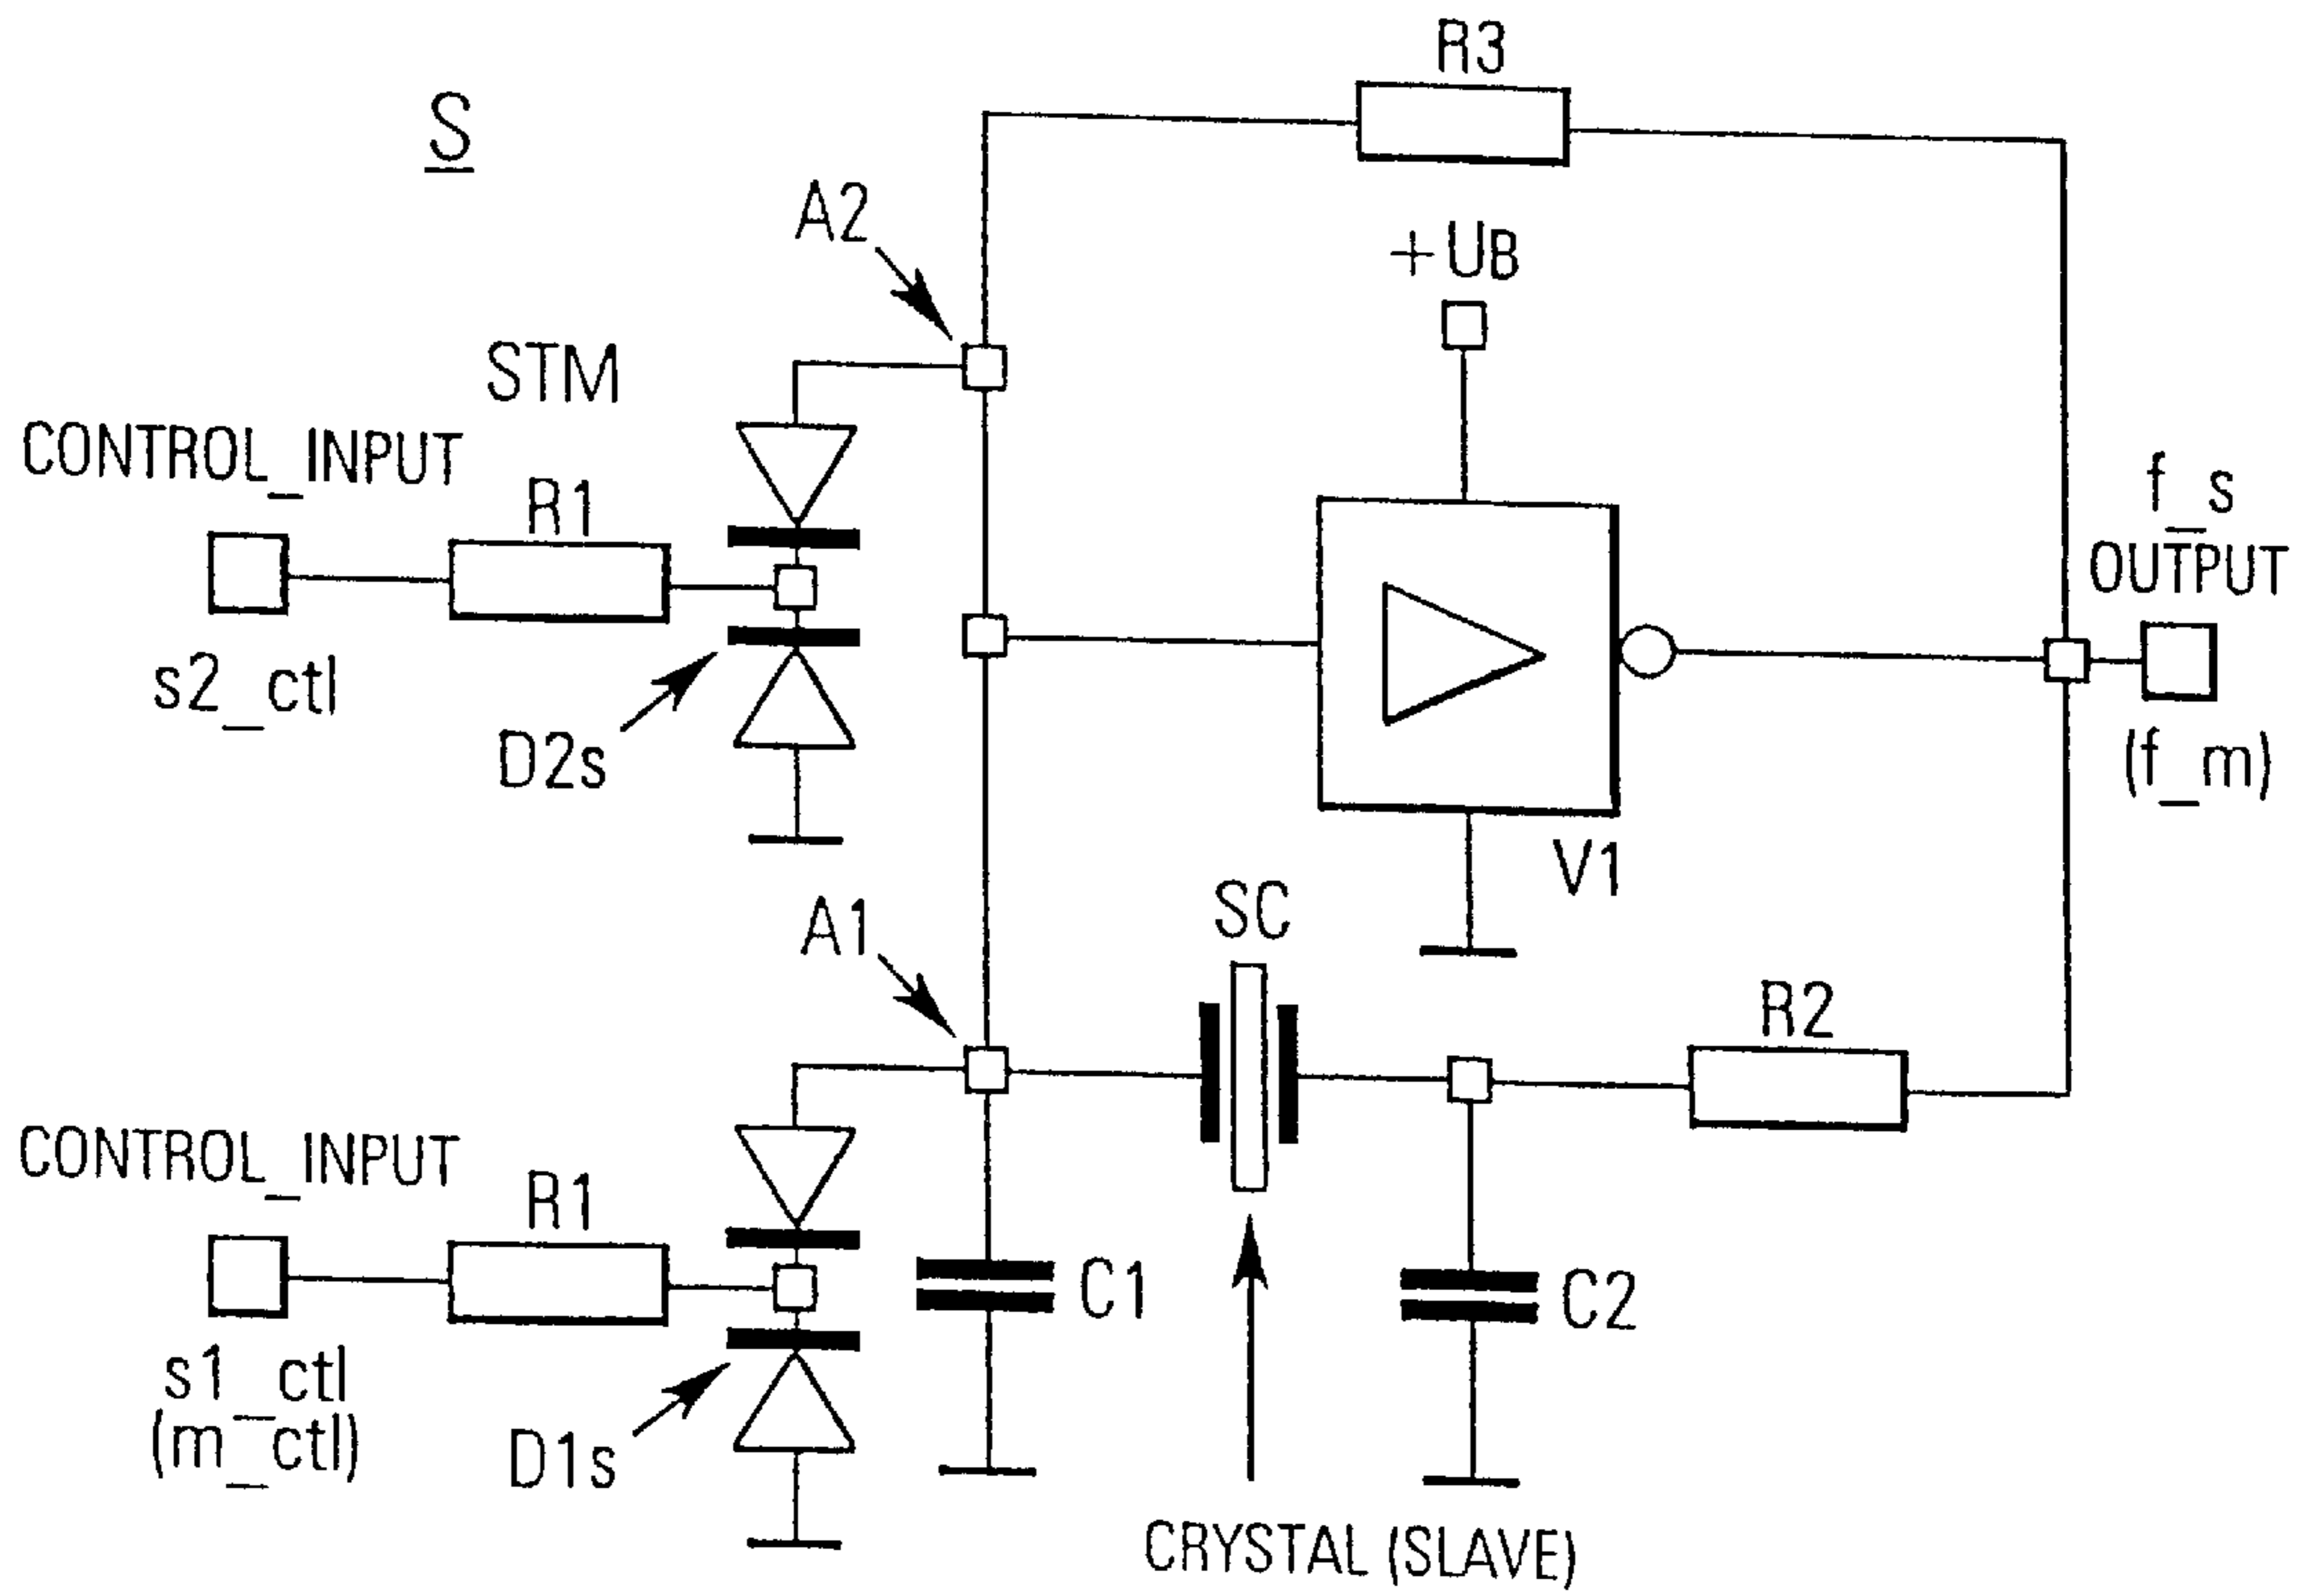 R3
S
A2
+UB
STM
CONTROL_INPUT
R1
f_s
OUTPUT
s2_ctl
D2s
(f_m)
V1
A1
SC
R2
CONTROL_INPUT
R1
C1
C2
s1_ctl
(m_ctl)
D1s
CRYSTAL (SLAVE)